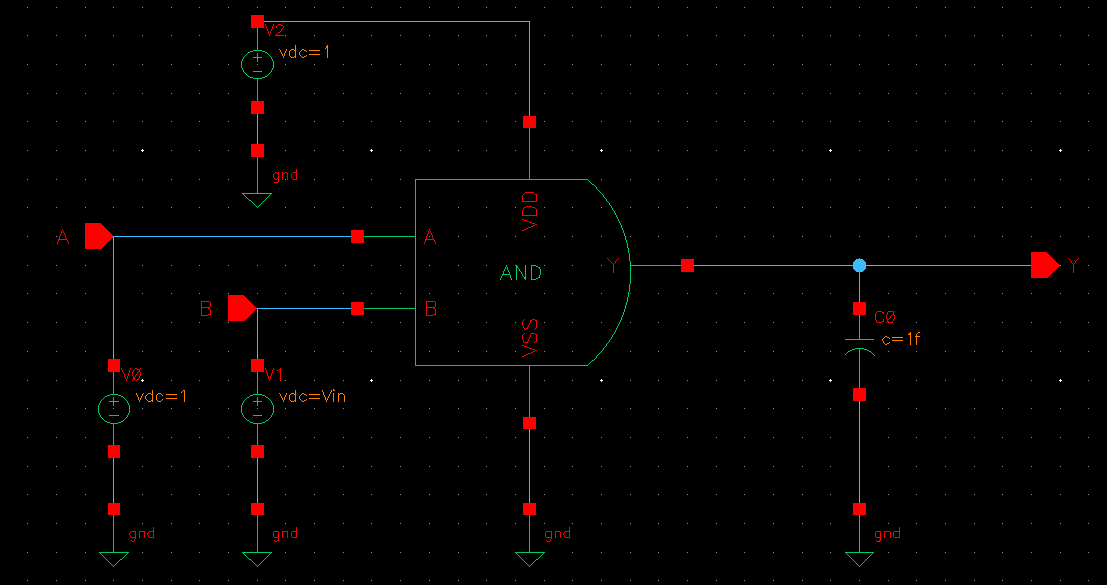 V2
vdc=1
gnd
A
A
VDD
AND
Y
Y
B
B
VSS
C0
c=1f
V0
vdc=1
V1
vdc=Vin
gnd
gnd
gnd
gnd